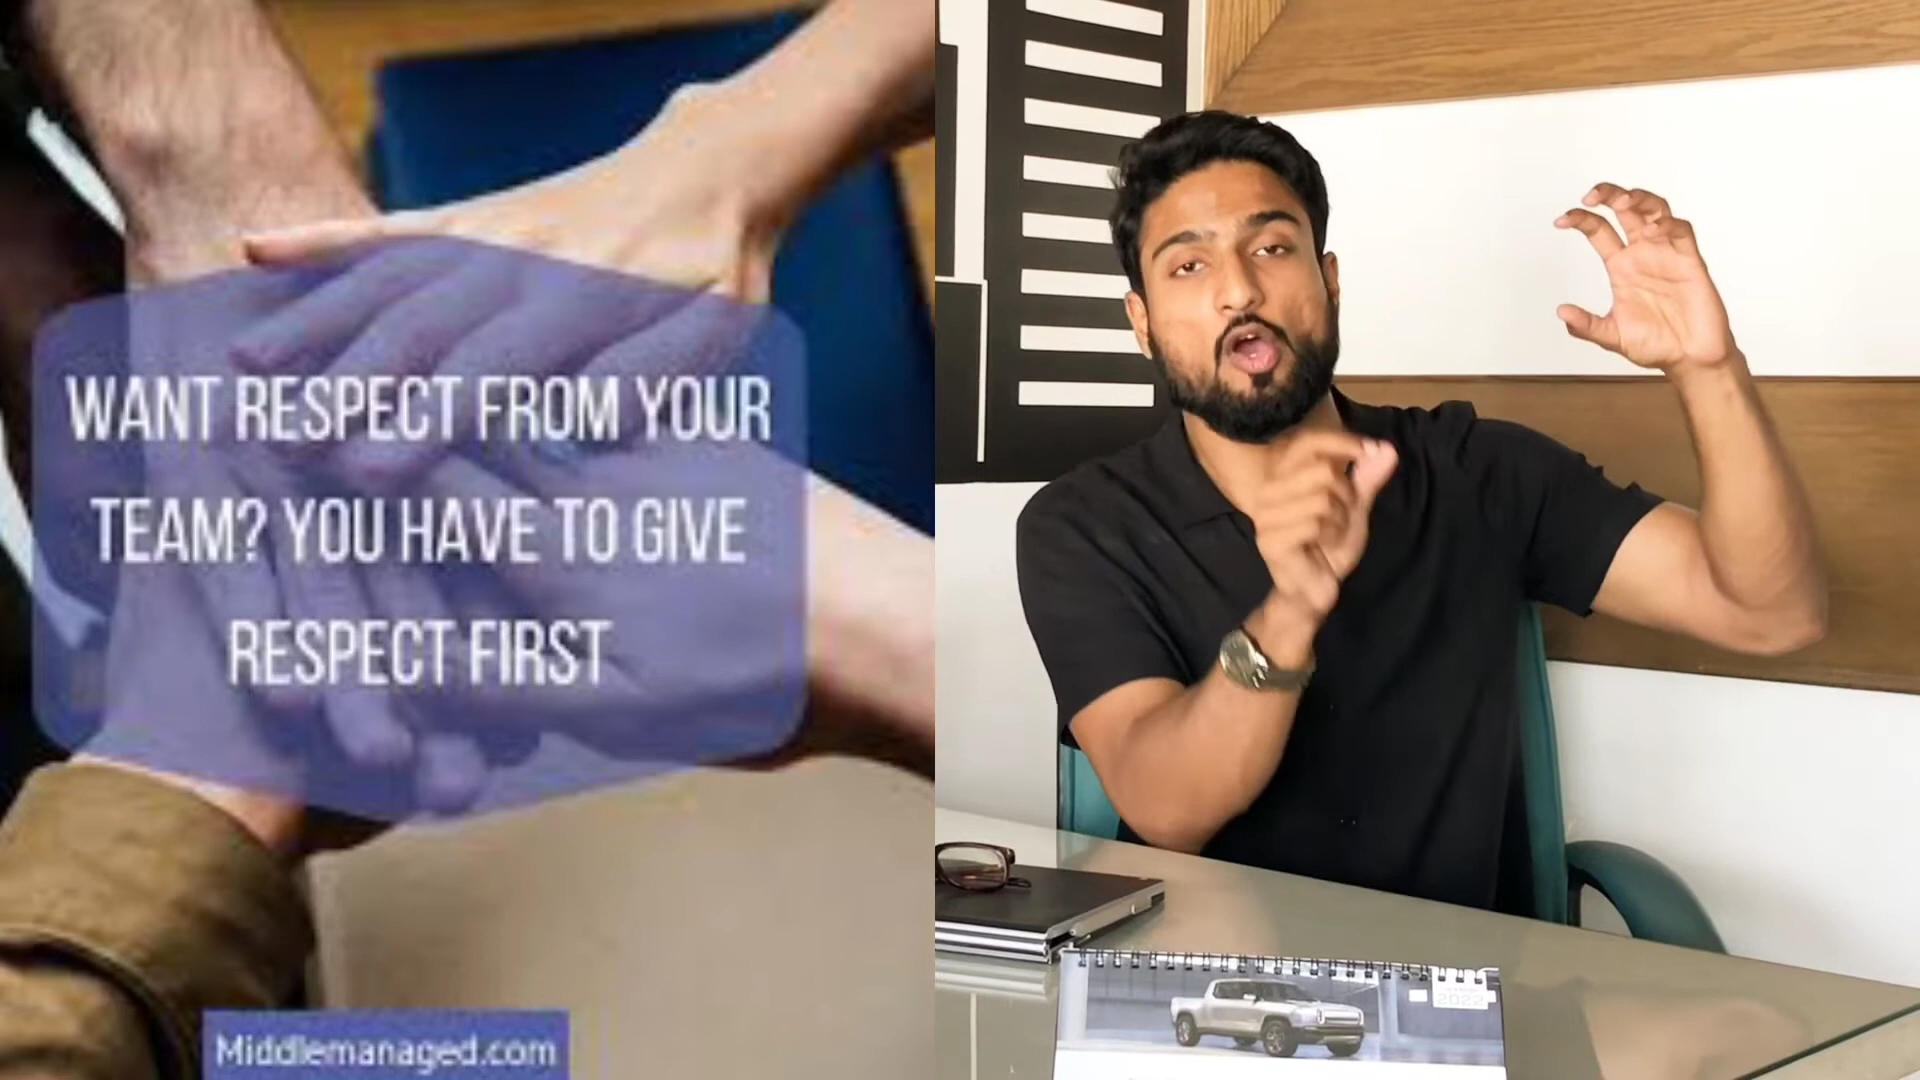 WANT RESPECT FROM YOUR
TEAM? YOU HAVE TO GIVE
RESPECT FIRST
Middlemanaged.com
2022